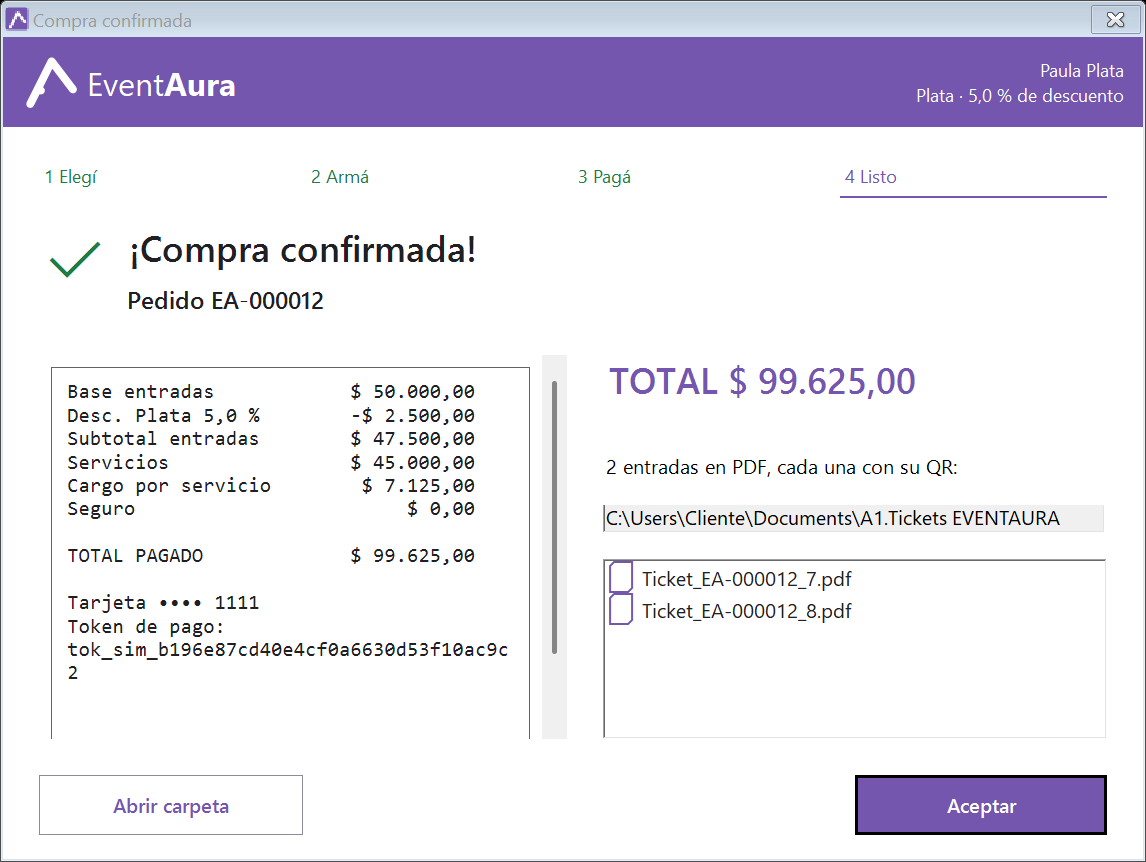 Compra confirmada
EventAura
Paula Plata
Plata · 5,0 % de descuento
1 Elegí
2 Armá
3 Pagá
4 Listo
¡Compra confirmada!
Pedido EA-000012
Base entradas $ 50.000,00
Desc. Plata 5,0 % -$ 2.500,00
Subtotal entradas $ 47.500,00
Servicios $ 45.000,00
Cargo por servicio $ 7.125,00
Seguro $ 0,00
TOTAL PAGADO $ 99.625,00
Tarjeta •••• 1111
Token de pago:
tok_sim_b196e87cd40e4cf0a6630d53f10ac9c
2
TOTAL $ 99.625,00
2 entradas en PDF, cada una con su QR:
C:\Users\Cliente\Documents\A1.Tickets EVENTAURA
Ticket_EA-000012_7.pdf
Ticket_EA-000012_8.pdf
Abrir carpeta
Aceptar